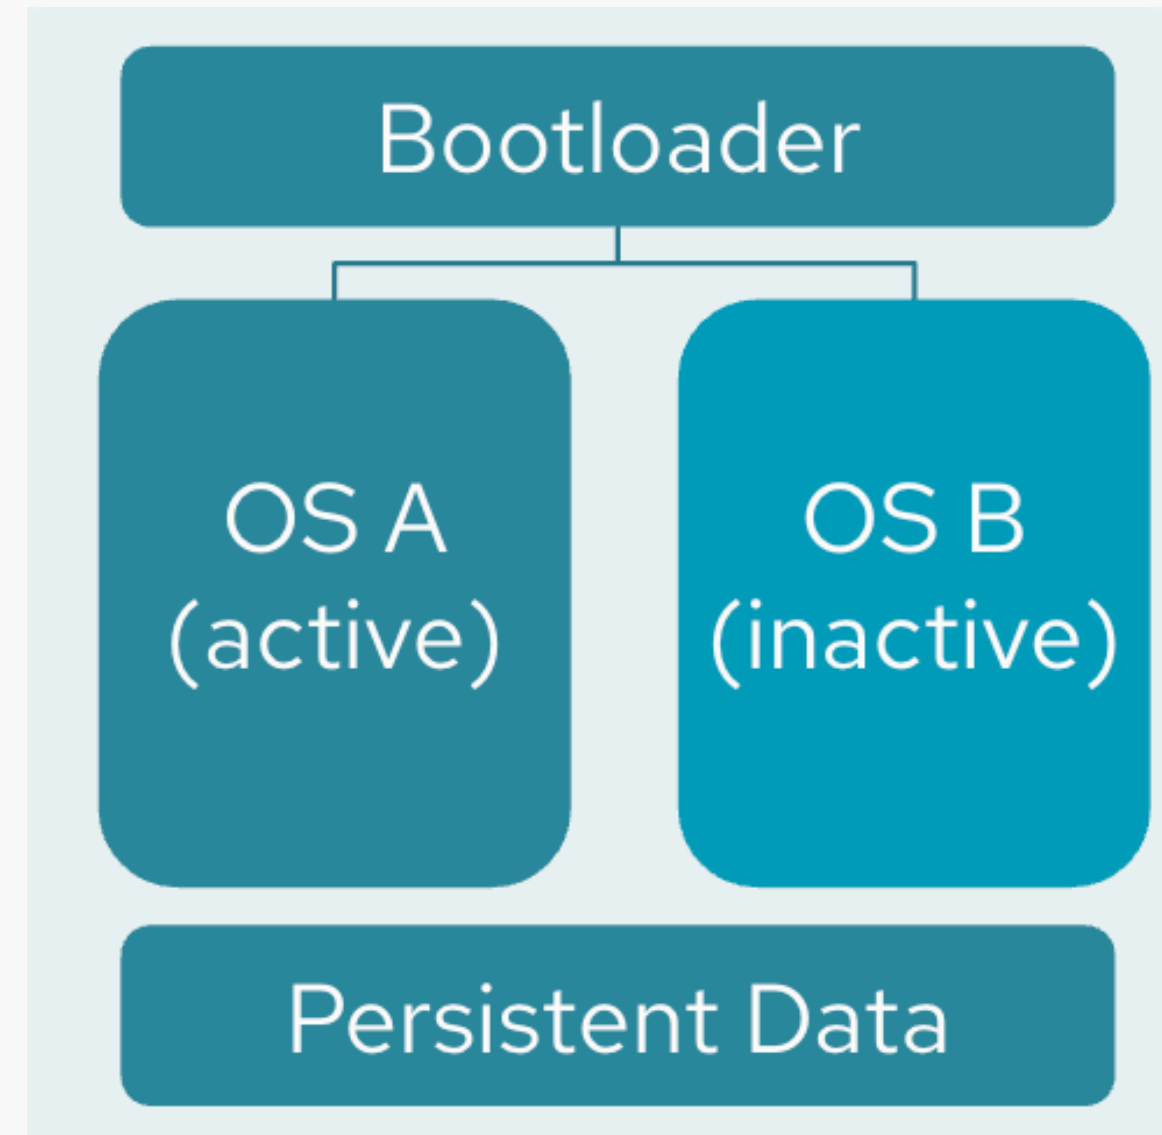 Bootloader
OS A
(active)
OS B
(inactive)
Persistent Data